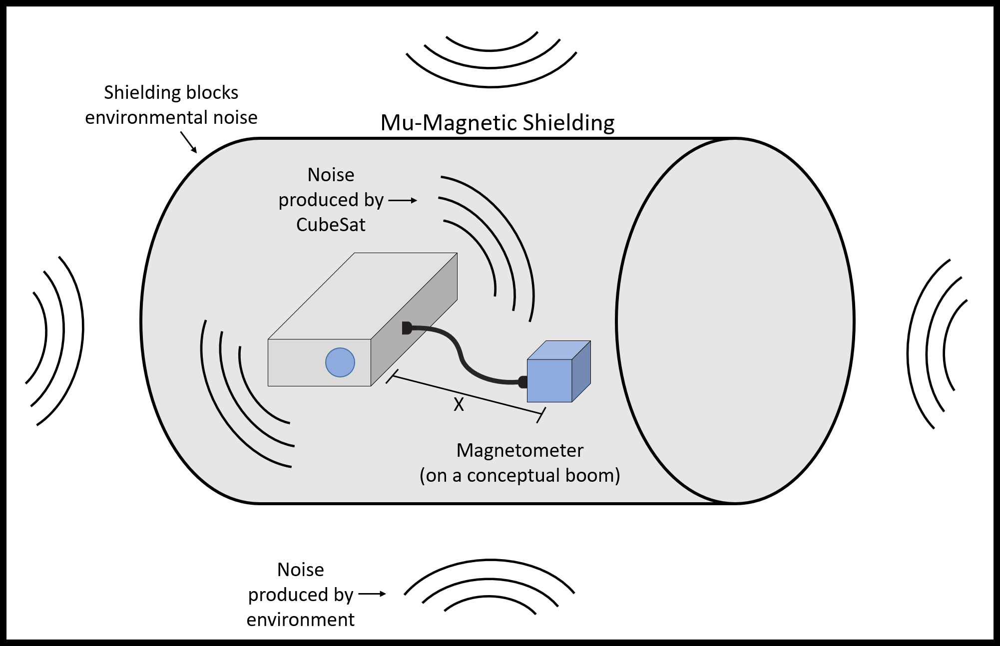 Shielding blocks
environmental noise
Mu-Magnetic Shielding
Noise
produced by
CubeSat
X
Magnetometer
(on a conceptual boom)
Noise
produced by
environment